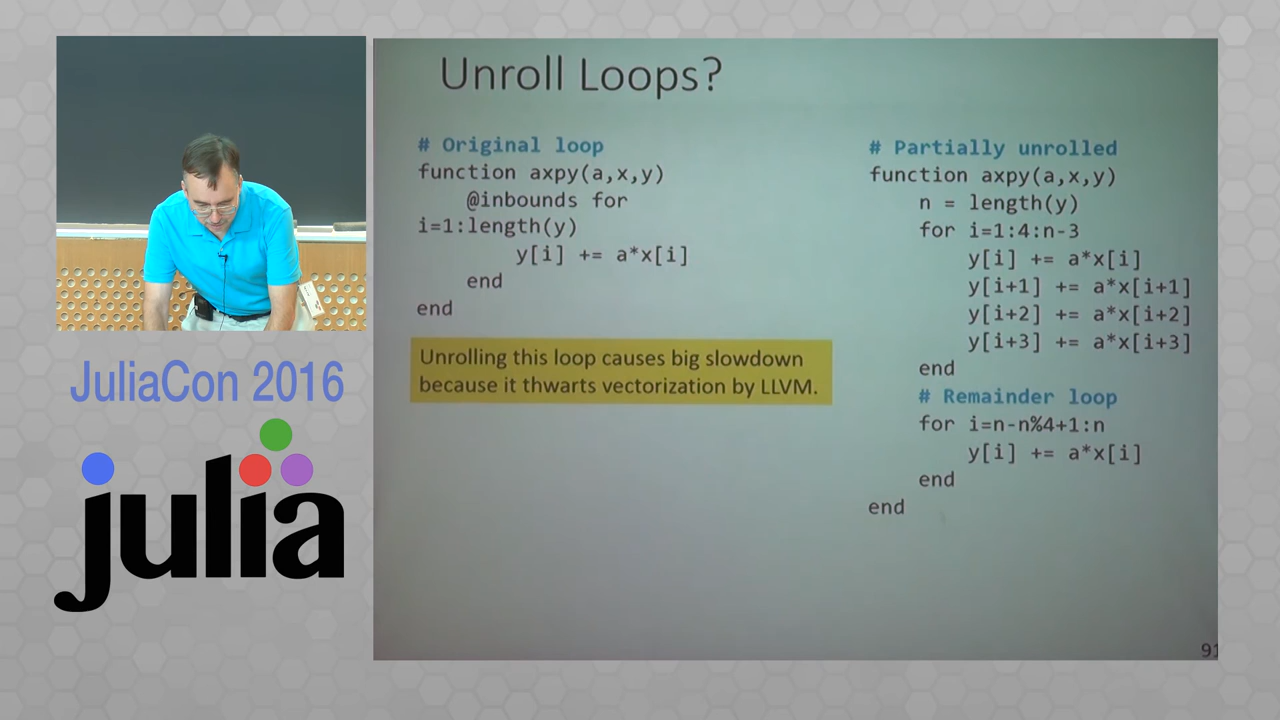 Unroll Loops?
# Original loop
function axpy(a,x,y)
@inbounds for
i=1:length(y)
y[i] += a*x[i]
end
end
Unrolling this loop causes big slowdown
because it thwarts vectorization by LLVM.
# Partially unrolled
function axpy(a,x,y)
n = length(y)
for i=1:4:n-3
y[i] += a*x[i]
y[i+1] += a*x[i+1]
y[i+2] += a*x[i+2]
y[i+3] += a*x[i+3]
end
# Remainder loop
for i=n-n%4+1:n
y[i] += a*x[i]
end
end
91
JuliaCon 2016
julia